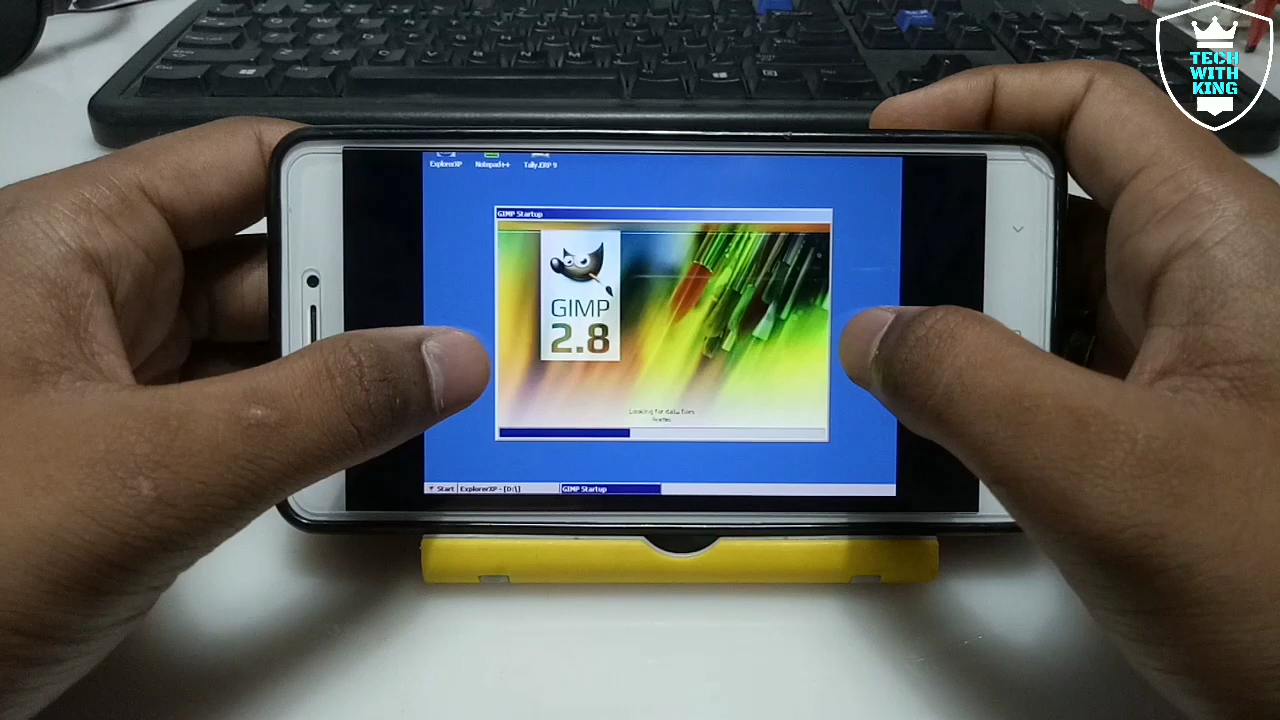 TECH
WITH
KING
ExplorerXP Notepad++ Tally.ERP 9
GIMP Startup
GIMP
2.8
Looking for data files
Start ExplorerXP - [D:\] GIMP Startup